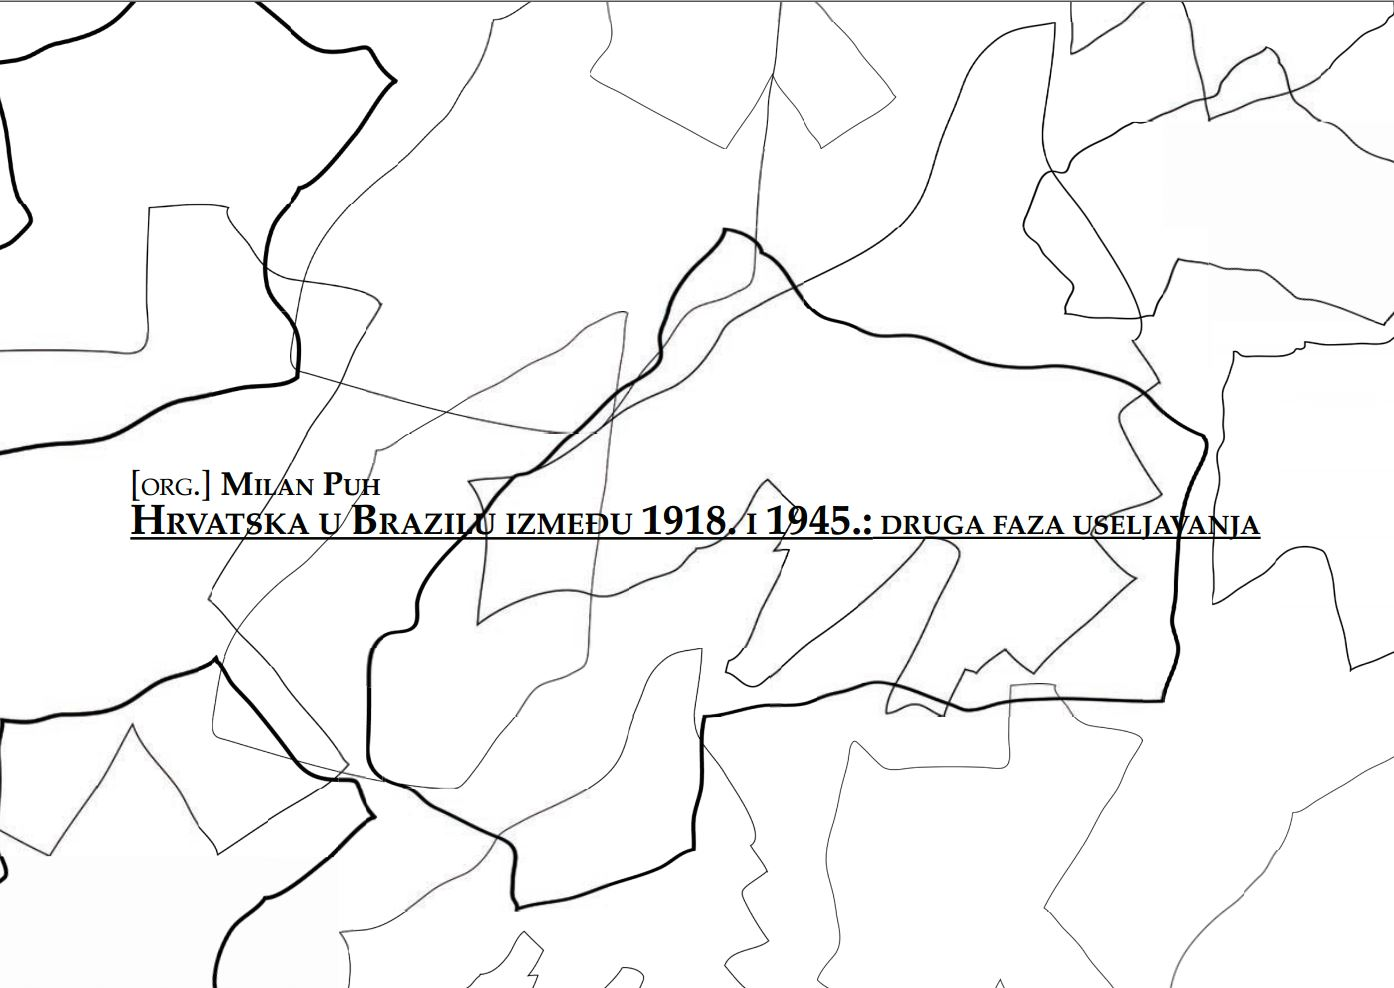 [ORG.] MILAN PUH
HRVATSKA U BRAZILU IZMEĐU 1918. I 1945.: DRUGA FAZA USELJAVANJA